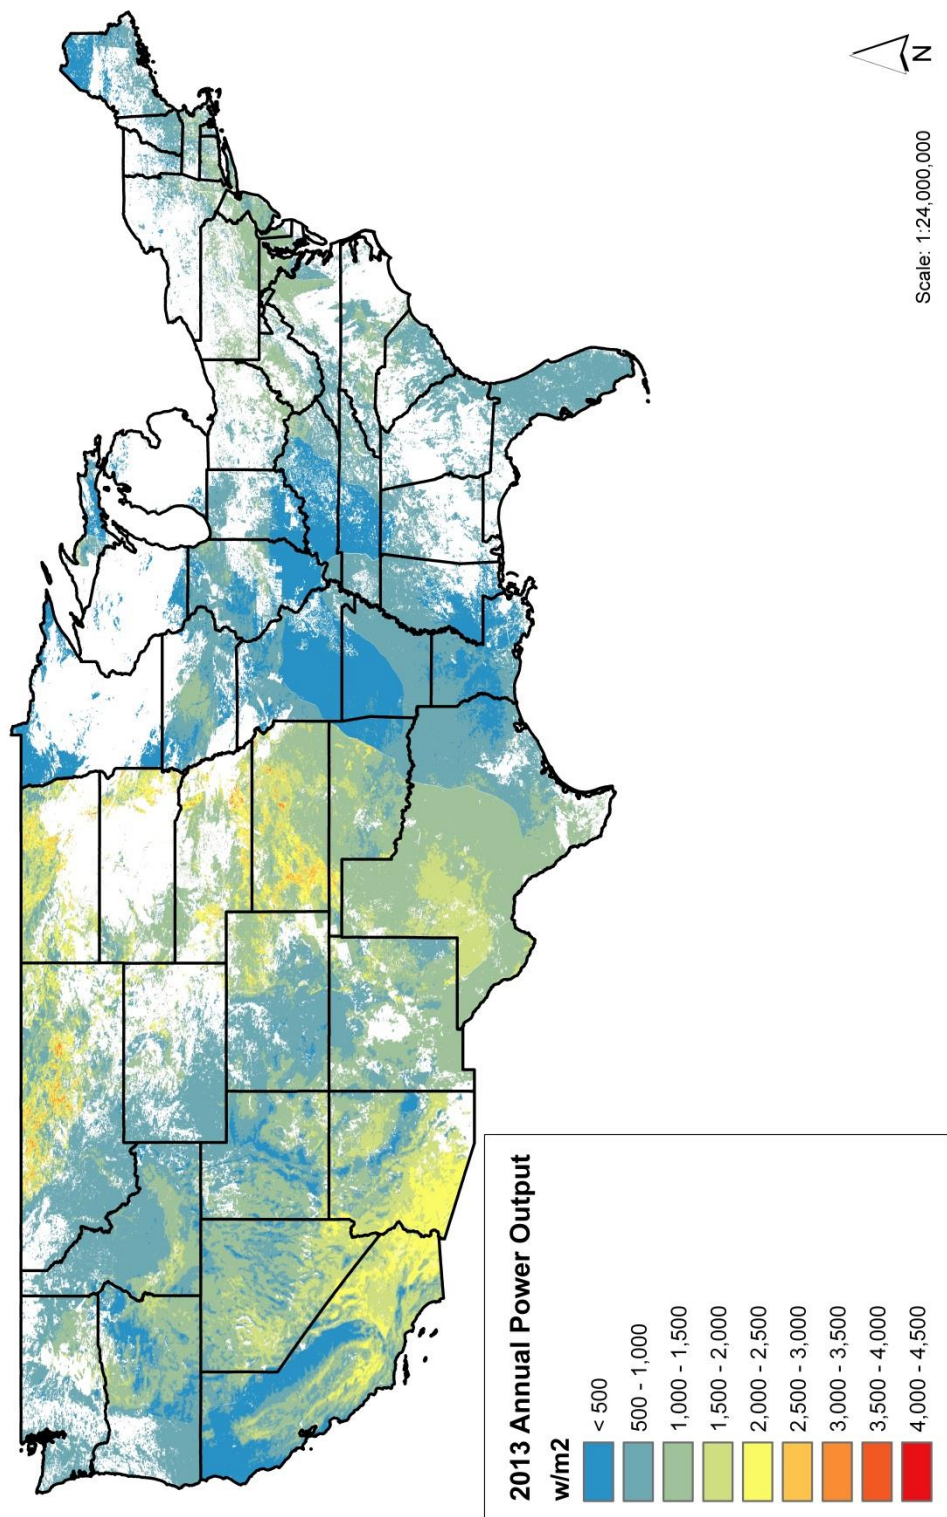 N
Scale: 1:24,000,000
2013 Annual Power Output
w/m2
< 500
500 - 1,000
1,000 - 1,500
1,500 - 2,000
2,000 - 2,500
2,500 - 3,000
3,000 - 3,500
3,500 - 4,000
4,000 - 4,500